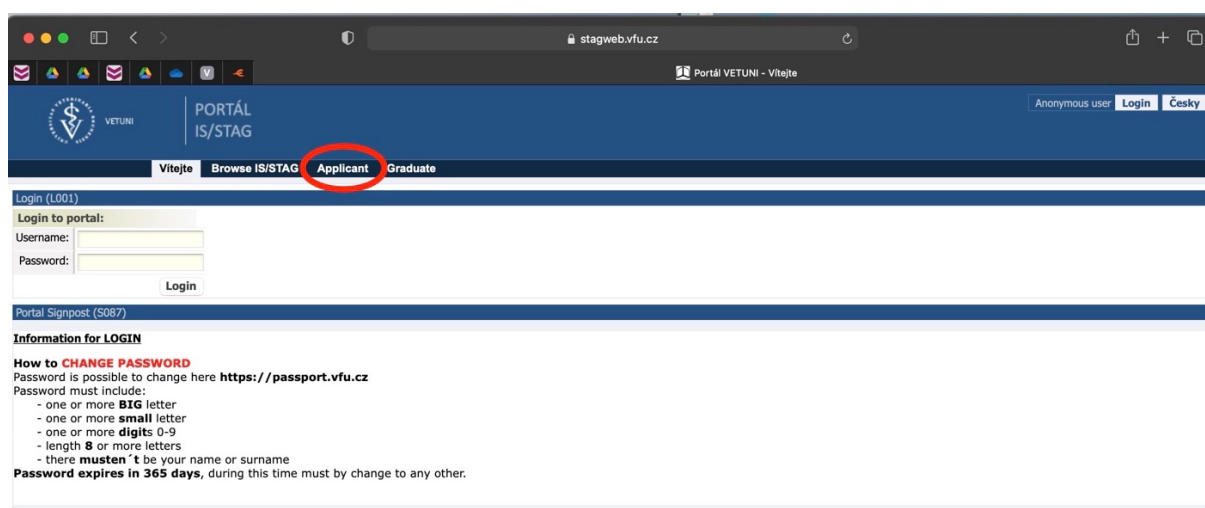 stagweb.vfu.cz
Portál VETUNI - Vítejte
VETUNI
PORTÁL
IS/STAG
Anonymous user Login Česky
Vítejte Browse IS/STAG Applicant Graduate
Login (L001)
Login to portal:
Username:
Password:
Login
Portal Signpost (S087)
Information for LOGIN
How to CHANGE PASSWORD
Password is possible to change here https://passport.vfu.cz
Password must include:
- one or more BIG letter
- one or more small letter
- one or more digits 0-9
- length 8 or more letters
- there musten´t be your name or surname
Password expires in 365 days, during this time must by change to any other.